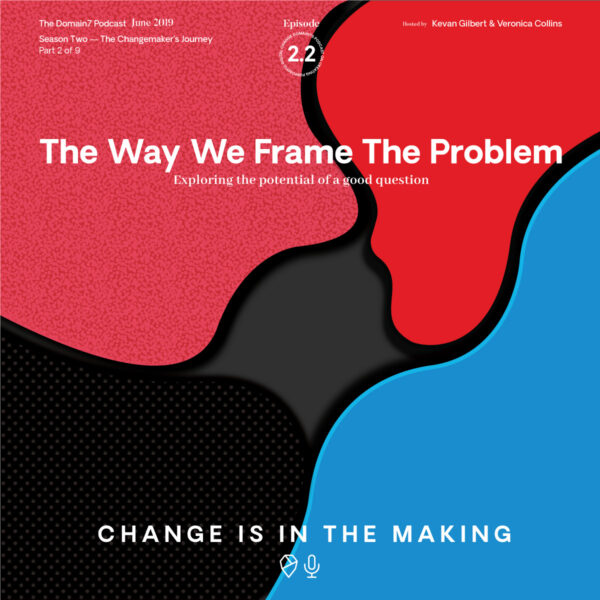 The Domain7 Podcast June 2019
Season Two — The Changemaker's Journey
Part 2 of 9
Episode
2.2
Hosted by Kevan Gilbert & Veronica Collins
The Way We Frame The Problem
Exploring the potential of a good question
CHANGE IS IN THE MAKING